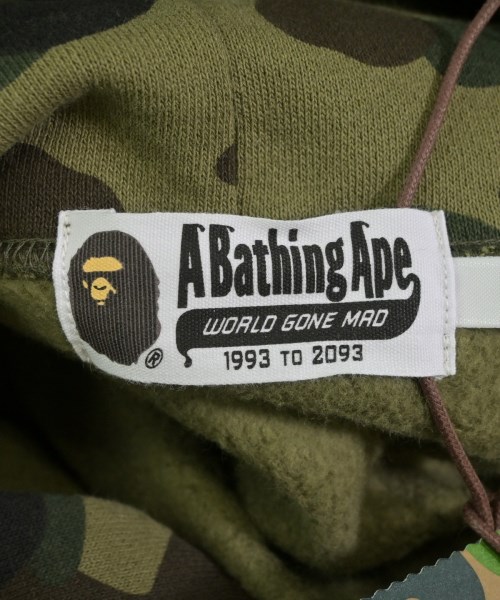 A Bathing Ape
WORLD GONE MAD
1993 TO 2093
®